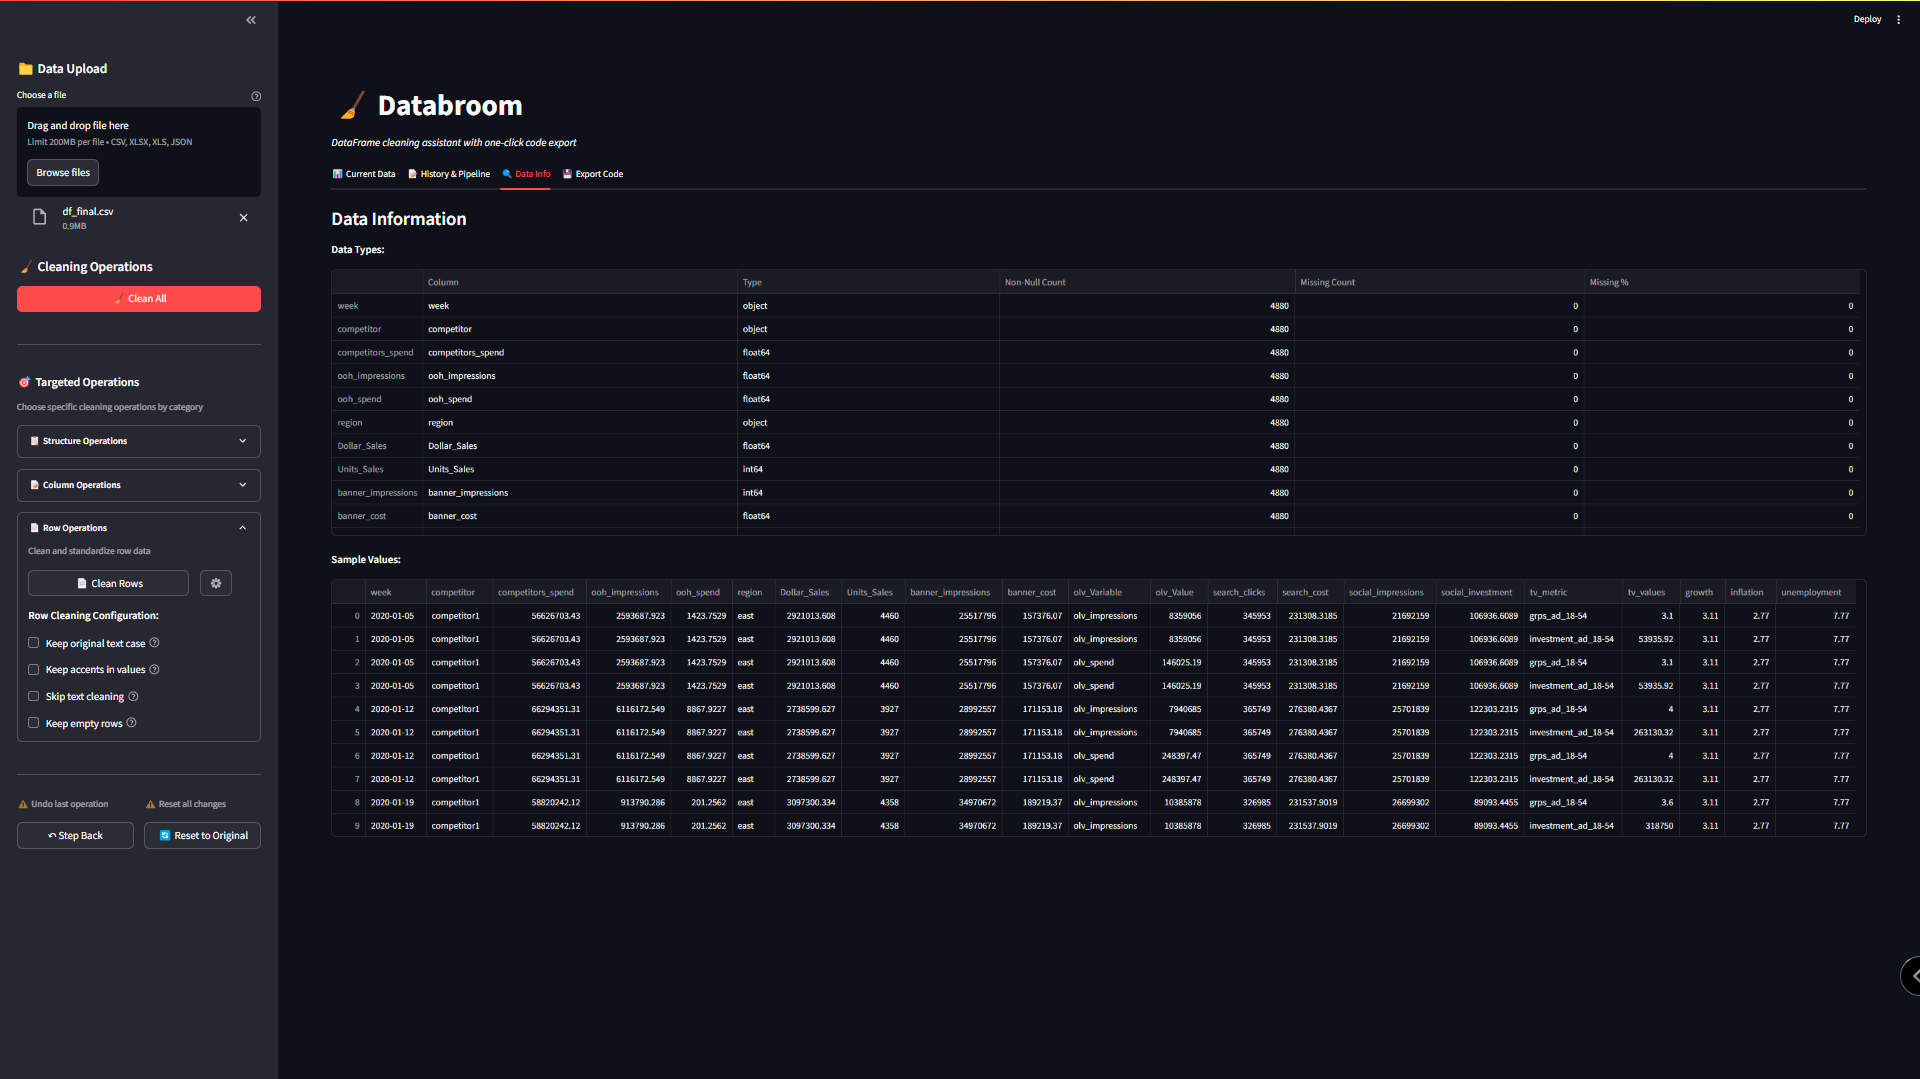 Deploy
Data Upload
Choose a file
Drag and drop file here
Limit 200MB per file • CSV, XLSX, XLS, JSON
Browse files
df_final.csv
0.9MB
Cleaning Operations
Clean All
Targeted Operations
Choose specific cleaning operations by category
Structure Operations
Column Operations
Row Operations
Clean and standardize row data
Clean Rows
Row Cleaning Configuration:
Keep original text case
Keep accents in values
Skip text cleaning
Keep empty rows
Undo last operation Reset all changes
Step Back Reset to Original
Databroom
DataFrame cleaning assistant with one-click code export
Current Data History & Pipeline Data Info Export Code
Data Information
Data Types:
Column Type Non-Null Count Missing Count Missing %
week week object 4880 0 0
competitor competitor object 4880 0 0
competitors_spend competitors_spend float64 4880 0 0
ooh_impressions ooh_impressions float64 4880 0 0
ooh_spend ooh_spend float64 4880 0 0
region region object 4880 0 0
Dollar_Sales Dollar_Sales float64 4880 0 0
Units_Sales Units_Sales int64 4880 0 0
banner_impressions banner_impressions int64 4880 0 0
banner_cost banner_cost float64 4880 0 0
Sample Values:
week competitor competitors_spend ooh_impressions ooh_spend region Dollar_Sales Units_Sales banner_impressions banner_cost olv_Variable olv_Value search_clicks search_cost social_impressions social_investment tv_metric tv_values growth inflation unemployment
0 2020-01-05 competitor1 56626703.43 2593687.923 1423.7529 east 2921013.608 4460 25517796 157376.07 olv_impressions 8359056 345953 231308.3185 21692159 106936.6089 grps_ad_18-54 3.1 3.11 2.77 7.77
1 2020-01-05 competitor1 56626703.43 2593687.923 1423.7529 east 2921013.608 4460 25517796 157376.07 olv_impressions 8359056 345953 231308.3185 21692159 106936.6089 investment_ad_18-54 53935.92 3.11 2.77 7.77
2 2020-01-05 competitor1 56626703.43 2593687.923 1423.7529 east 2921013.608 4460 25517796 157376.07 olv_spend 146025.19 345953 231308.3185 21692159 106936.6089 grps_ad_18-54 3.1 3.11 2.77 7.77
3 2020-01-05 competitor1 56626703.43 2593687.923 1423.7529 east 2921013.608 4460 25517796 157376.07 olv_spend 146025.19 345953 231308.3185 21692159 106936.6089 investment_ad_18-54 53935.92 3.11 2.77 7.77
4 2020-01-12 competitor1 66294351.31 6116172.549 8867.9227 east 2738599.627 3927 28992557 171153.18 olv_impressions 7940685 365749 276380.4367 25701839 122303.2315 grps_ad_18-54 4 3.11 2.77 7.77
5 2020-01-12 competitor1 66294351.31 6116172.549 8867.9227 east 2738599.627 3927 28992557 171153.18 olv_impressions 7940685 365749 276380.4367 25701839 122303.2315 investment_ad_18-54 263130.32 3.11 2.77 7.77
6 2020-01-12 competitor1 66294351.31 6116172.549 8867.9227 east 2738599.627 3927 28992557 171153.18 olv_spend 248397.47 365749 276380.4367 25701839 122303.2315 grps_ad_18-54 4 3.11 2.77 7.77
7 2020-01-12 competitor1 66294351.31 6116172.549 8867.9227 east 2738599.627 3927 28992557 171153.18 olv_spend 248397.47 365749 276380.4367 25701839 122303.2315 investment_ad_18-54 263130.32 3.11 2.77 7.77
8 2020-01-19 competitor1 58820242.12 913790.286 201.2562 east 3097300.334 4358 34970672 189219.37 olv_impressions 10385878 326985 231537.9019 26699302 89093.4455 grps_ad_18-54 3.6 3.11 2.77 7.77
9 2020-01-19 competitor1 58820242.12 913790.286 201.2562 east 3097300.334 4358 34970672 189219.37 olv_impressions 10385878 326985 231537.9019 26699302 89093.4455 investment_ad_18-54 318750 3.11 2.77 7.77